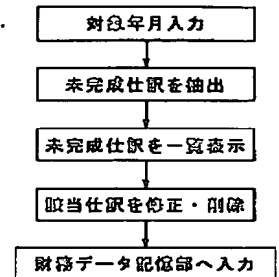 対象年月入力
未完成仕訳を抽出
未完成仕訳を一覧表示
該当仕訳を修正・削除
財務データ記憶部へ入力